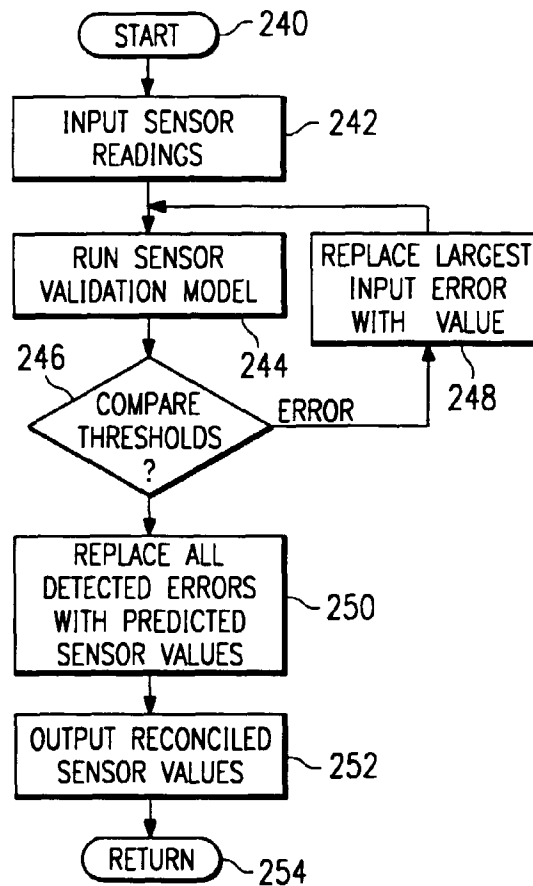 START
240
INPUT SENSOR
READINGS
242
RUN SENSOR
VALIDATION MODEL
244
REPLACE LARGEST
INPUT ERROR
WITH VALUE
248
246
COMPARE
THRESHOLDS
?
ERROR
REPLACE ALL
DETECTED ERRORS
WITH PREDICTED
SENSOR VALUES
250
OUTPUT RECONCILED
SENSOR VALUES
252
RETURN
254